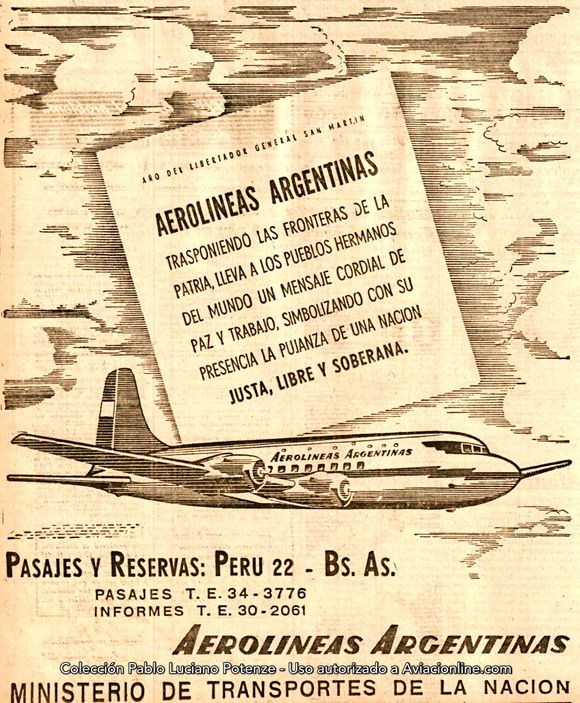 AÑO DEL LIBERTADOR GENERAL SAN MARTIN
AEROLINEAS ARGENTINAS
TRASPONIENDO LAS FRONTERAS DE LA
PATRIA, LLEVA A LOS PUEBLOS HERMANOS
DEL MUNDO UN MENSAJE CORDIAL DE
PAZ Y TRABAJO, SIMBOLIZANDO CON SU
PRESENCIA LA PUJANZA DE UNA NACION
JUSTA, LIBRE Y SOBERANA.
AEROLINEAS ARGENTINAS
PASAJES Y RESERVAS: PERU 22 - BS. AS.
PASAJES T. E. 34-3776
INFORMES T. E. 30-2061
AEROLINEAS ARGENTINAS
Colección Pablo Luciano Potenze - Uso autorizado a Aviacionline.com
MINISTERIO DE TRANSPORTES DE LA NACION